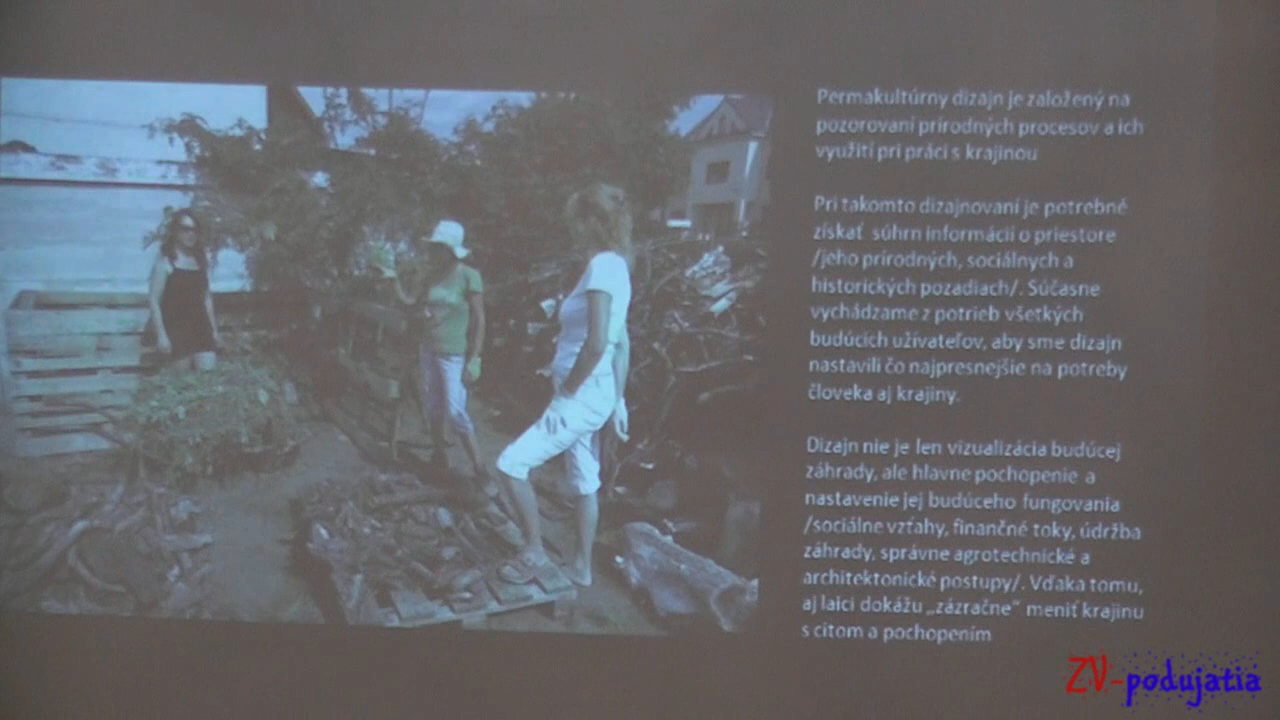 Permakultúrny dizajn je založený na
pozorovaní prírodných procesov a ich
využití pri práci s krajinou
Pri takomto dizajnovaní je potrebné
získať súhrn informácií o priestore
/jeho prírodných, sociálnych a
historických pozadiach/. Súčasne
vychádzame z potrieb všetkých
budúcich užívateľov, aby sme dizajn
nastavili čo najpresnejšie na potreby
človeka aj krajiny.
Dizajn nie je len vizualizácia budúcej
záhrady, ale hlavne pochopenie a
nastavenie jej budúceho fungovania
/sociálne vzťahy, finančné toky, údržba
záhrady, správne agrotechnické a
architektonické postupy/. Vďaka tomu,
aj laici dokážu „zázračne“ meniť krajinu
s citom a pochopením
ZV-podujatia